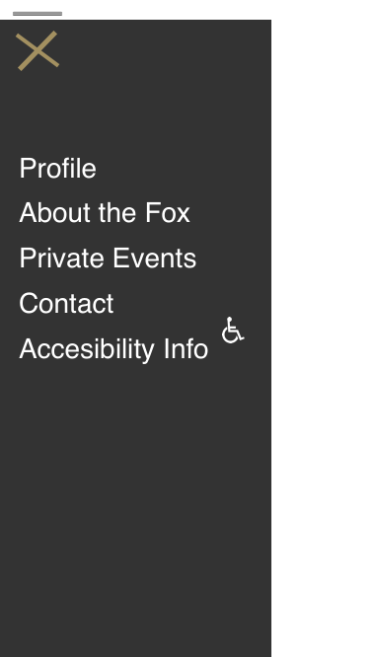 Profile
About the Fox
Private Events
Contact
Accesibility Info